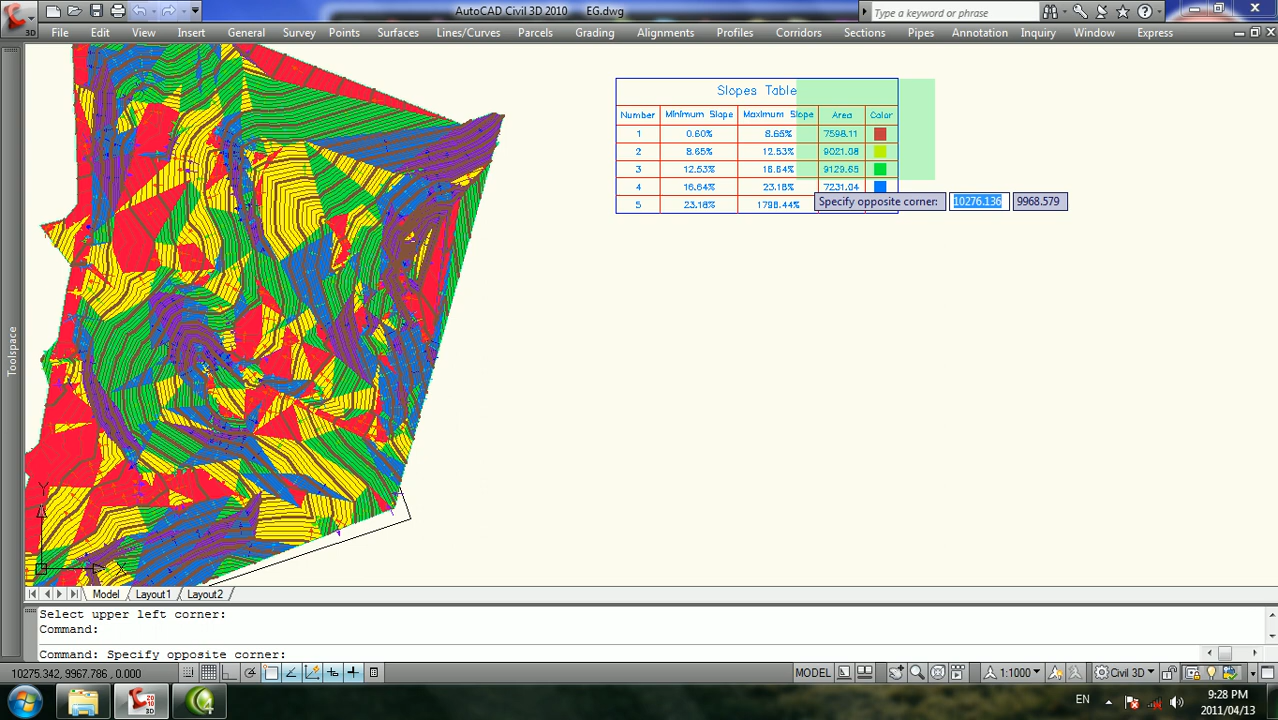 AutoCAD Civil 3D 2010 EG.dwg
Type a keyword or phrase
3D
File Edit View Insert General Survey Points Surfaces Lines/Curves Parcels Grading Alignments Profiles Corridors Sections Pipes Annotation Inquiry Window Express
Slopes Table
Number Minimum Slope Maximum Slope Area Color
1 0.60% 8.65% 7598.11
2 8.65% 12.53% 9021.08
3 12.53% 16.64% 9129.65
4 16.64% 23.18% 7231.04
5 23.18% 1798.44%
Specify opposite corner: 10276.136 9968.579
Toolspace
Y
X
Model Layout1 Layout2
Select upper left corner:
Command:
Command: Specify opposite corner:
10275.342, 9967.786 , 0.000
MODEL
1:1000
Civil 3D
EN
9:28 PM
2011/04/13